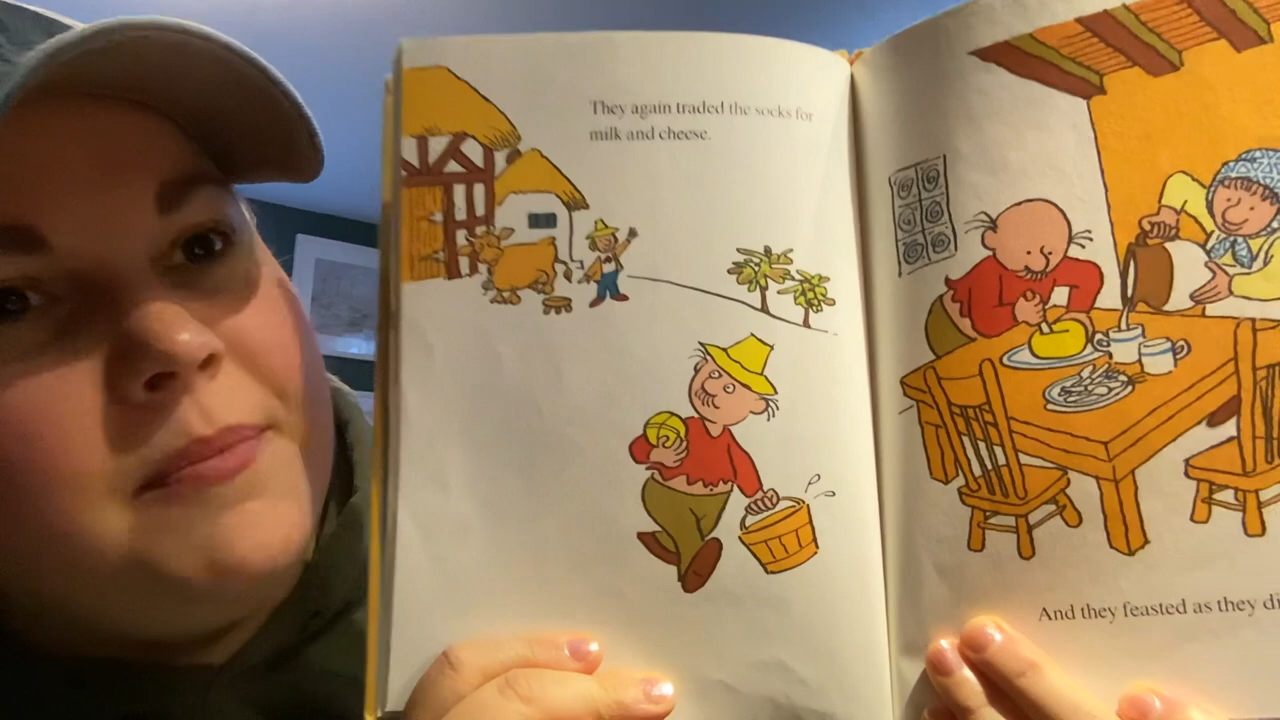 They again traded the socks for
milk and cheese.
And they feasted as they